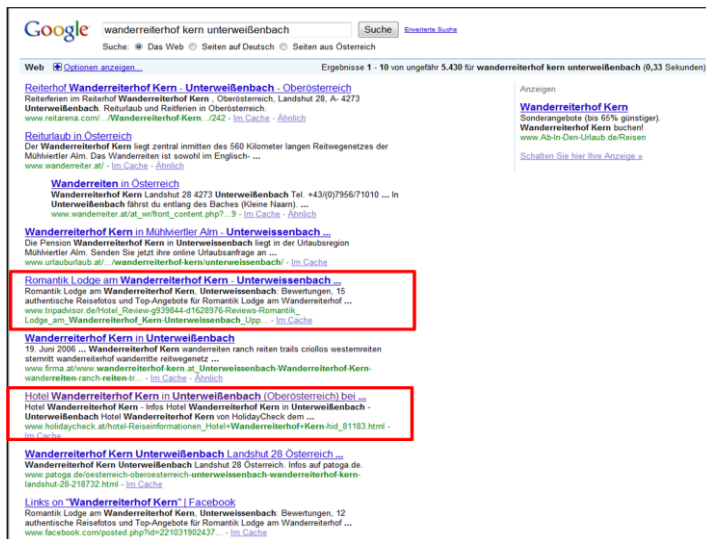 Google wanderreiterhof kern unterweißenbach Suche Erweiterte Suche
Suche: Das Web Seiten auf Deutsch Seiten aus Österreich
Web Optionen anzeigen... Ergebnisse 1 - 10 von ungefähr 5.430 für wanderreiterhof kern unterweißenbach (0,33 Sekunden)
Reiterhof Wanderreiterhof Kern - Unterweißenbach - Oberösterreich
Reiterferien im Reiterhof Wanderreiterhof Kern , Oberösterreich, Landshut 28, A- 4273
Unterweißenbach. Reiturlaub und Reitferien in Oberösterreich.
www.reitarena.com/.../Wanderreiterhof-Kern.../242 - Im Cache - Ähnlich
Reiturlaub in Österreich
Der Wanderreiterhof Kern liegt zentral inmitten des 560 Kilometer langen Reitwegenetzes der
Mühlviertler Alm. Das Wanderreiten ist sowohl im Englisch- ...
www.wanderreiter.at/ - Im Cache - Ähnlich
Wanderreiten in Österreich
Wanderreiterhof Kern Landshut 28 4273 Unterweißenbach Tel. +43/(0)7956/71010 ... In
Unterweißenbach fährst du entlang des Baches (Kleine Naarn). ...
www.wanderreiter.at/at_wr/front_content.php?...9 - Im Cache - Ähnlich
Wanderreiterhof Kern in Mühlviertler Alm - Unterweissenbach ...
Die Pension Wanderreiterhof Kern in Unterweissenbach liegt in der Urlaubsregion
Mühlviertler Alm. Senden Sie jetzt ihre online Urlaubsanfrage an ...
www.urlauburlaub.at/.../wanderreiterhof-kern/unterweissenbach/ - Im Cache
Romantik Lodge am Wanderreiterhof Kern - Unterweissenbach ...
Romantik Lodge am Wanderreiterhof Kern, Unterweissenbach: Bewertungen, 15
authentische Reisefotos und Top-Angebote für Romantik Lodge am Wanderreiterhof ...
www.tripadvisor.de/Hotel_Review-g939844-d1628976-Reviews-Romantik_
Lodge_am_Wanderreiterhof_Kern-Unterweissenbach_Upp... - Im Cache
Wanderreiterhof Kern in Unterweißenbach
19. Juni 2006 ... Wanderreiterhof Kern wanderreiten ranch reiten trails criollos westernreiten
sternritt wanderreiterhof wanderritte reitwegenetz ...
www.firma.at/www.wanderreiterhof-kern.at_Unterweissenbach-Wanderreiterhof-Kern-
wanderreiten-ranch-reiten-tr... - Im Cache - Ähnlich
Hotel Wanderreiterhof Kern in Unterweißenbach (Oberösterreich) bei ...
Hotel Wanderreiterhof Kern - Infos Hotel Wanderreiterhof Kern in Unterweißenbach -
Unterweißenbach Hotel Wanderreiterhof Kern von HolidayCheck dem ...
www.holidaycheck.at/hotel-Reiseinformationen_Hotel+Wanderreiterhof+Kern-hid_81183.html -
Im Cache
Wanderreiterhof Kern Unterweißenbach Landshut 28 Österreich ...
Wanderreiterhof Kern Unterweißenbach Landshut 28 Österreich. Infos auf patoga.de.
www.patoga.de/oesterreich-oberoesterreich-unterweissenbach-wanderreiterhof-kern-
landshut-28-218732.html - Im Cache
Links on "Wanderreiterhof Kern" | Facebook
Romantik Lodge am Wanderreiterhof Kern, Unterweissenbach: Bewertungen, 12
authentische Reisefotos und Top-Angebote für Romantik Lodge am Wanderreiterhof ...
www.facebook.com/posted.php?id=221031902437... - Im Cache
Anzeigen
Wanderreiterhof Kern
Sonderangebote (bis 65% günstiger).
Wanderreiterhof Kern buchen!
www.Ab-In-Den-Urlaub.de/Reisen
Schalten Sie hier Ihre Anzeige »